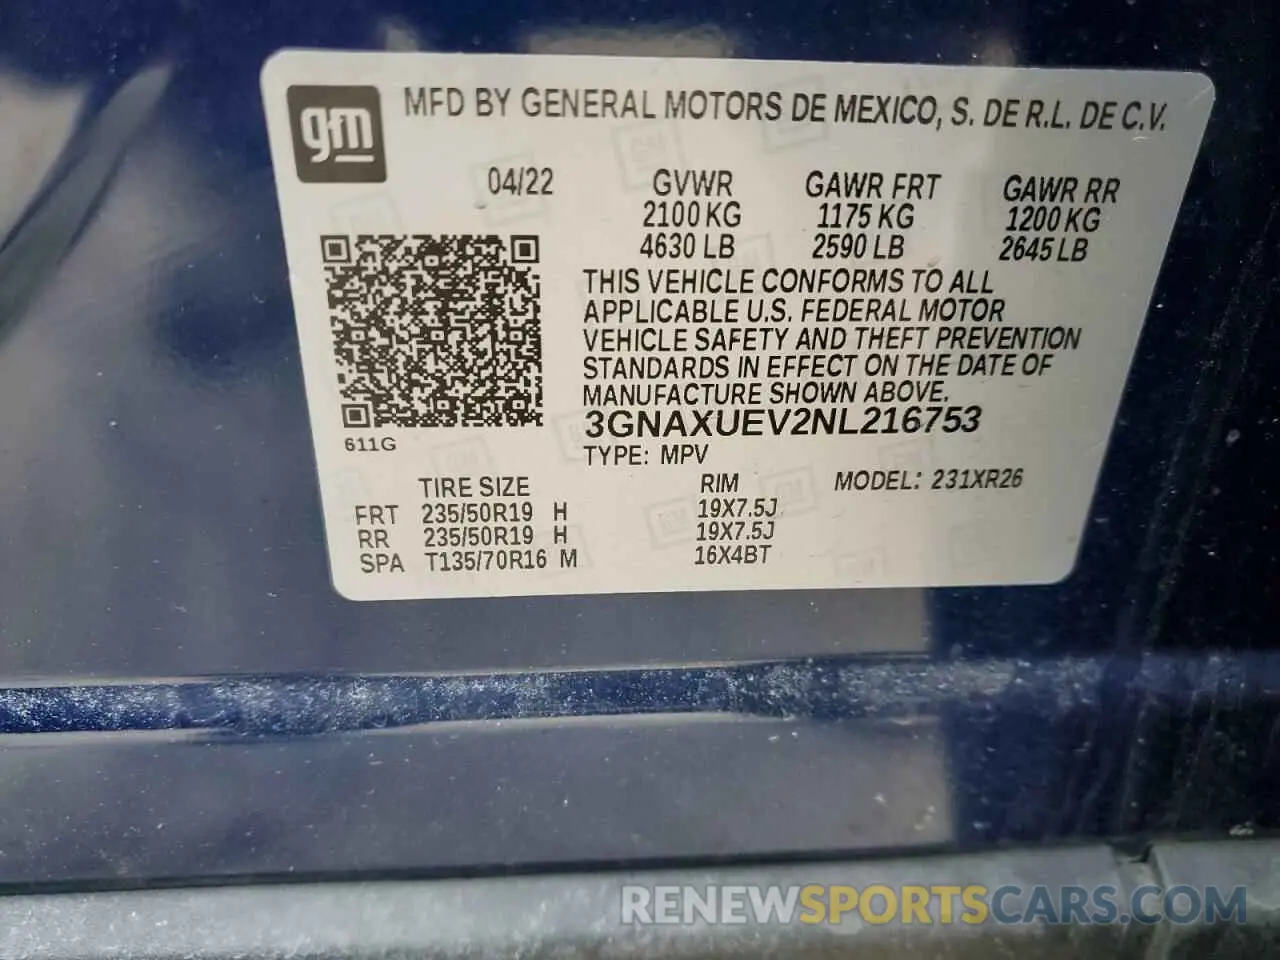 gm
MFD BY GENERAL MOTORS DE MEXICO, S. DE R.L. DE C.V.
04/22 GVWR GAWR FRT GAWR RR
2100 KG 1175 KG 1200 KG
4630 LB 2590 LB 2645 LB
THIS VEHICLE CONFORMS TO ALL
APPLICABLE U.S. FEDERAL MOTOR
VEHICLE SAFETY AND THEFT PREVENTION
STANDARDS IN EFFECT ON THE DATE OF
MANUFACTURE SHOWN ABOVE.
3GNAXUEV2NL216753
611G
TYPE: MPV
TIRE SIZE RIM MODEL: 231XR26
FRT 235/50R19 H 19X7.5J
RR 235/50R19 H 19X7.5J
SPA T135/70R16 M 16X4BT
RENEWSPORTSCARS.COM